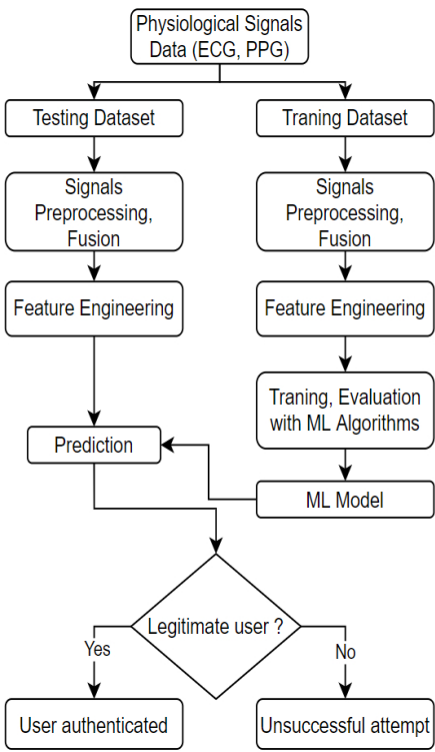 Physiological Signals
Data (ECG, PPG)
Testing Dataset
Traning Dataset
Signals
Preprocessing,
Fusion
Signals
Preprocessing,
Fusion
Feature Engineering
Feature Engineering
Traning, Evaluation
with ML Algorithms
Prediction
ML Model
Legitimate user ?
Yes
No
User authenticated
Unsuccessful attempt